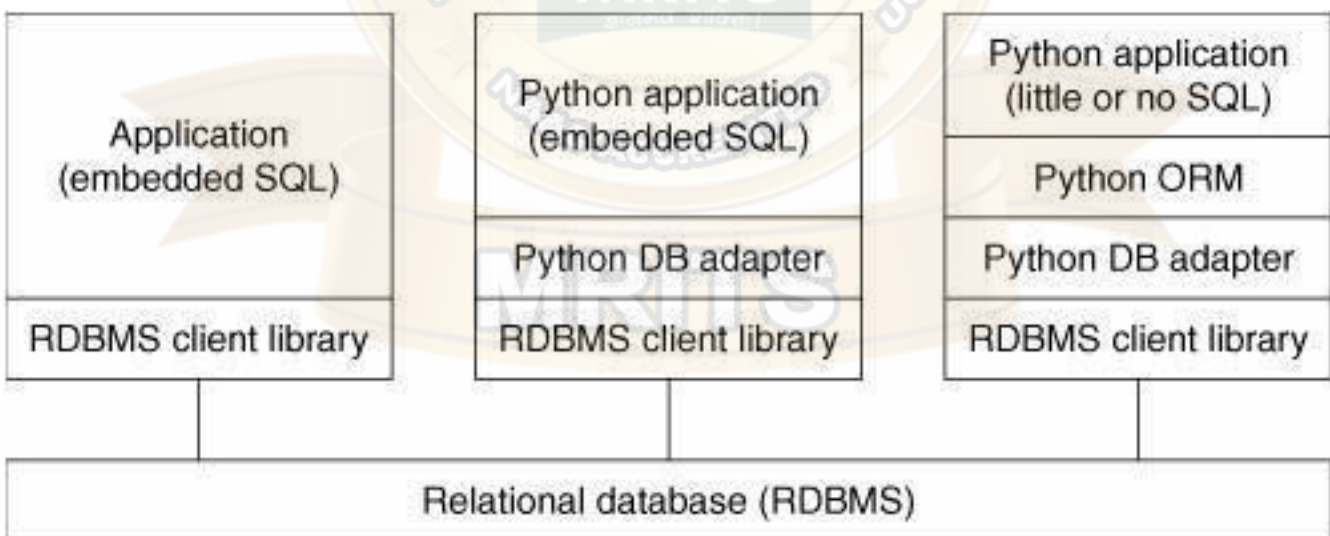 Application
(embedded SQL)
RDBMS client library
Python application
(embedded SQL)
Python DB adapter
RDBMS client library
Python application
(little or no SQL)
Python ORM
Python DB adapter
RDBMS client library
Relational database (RDBMS)
MRITS